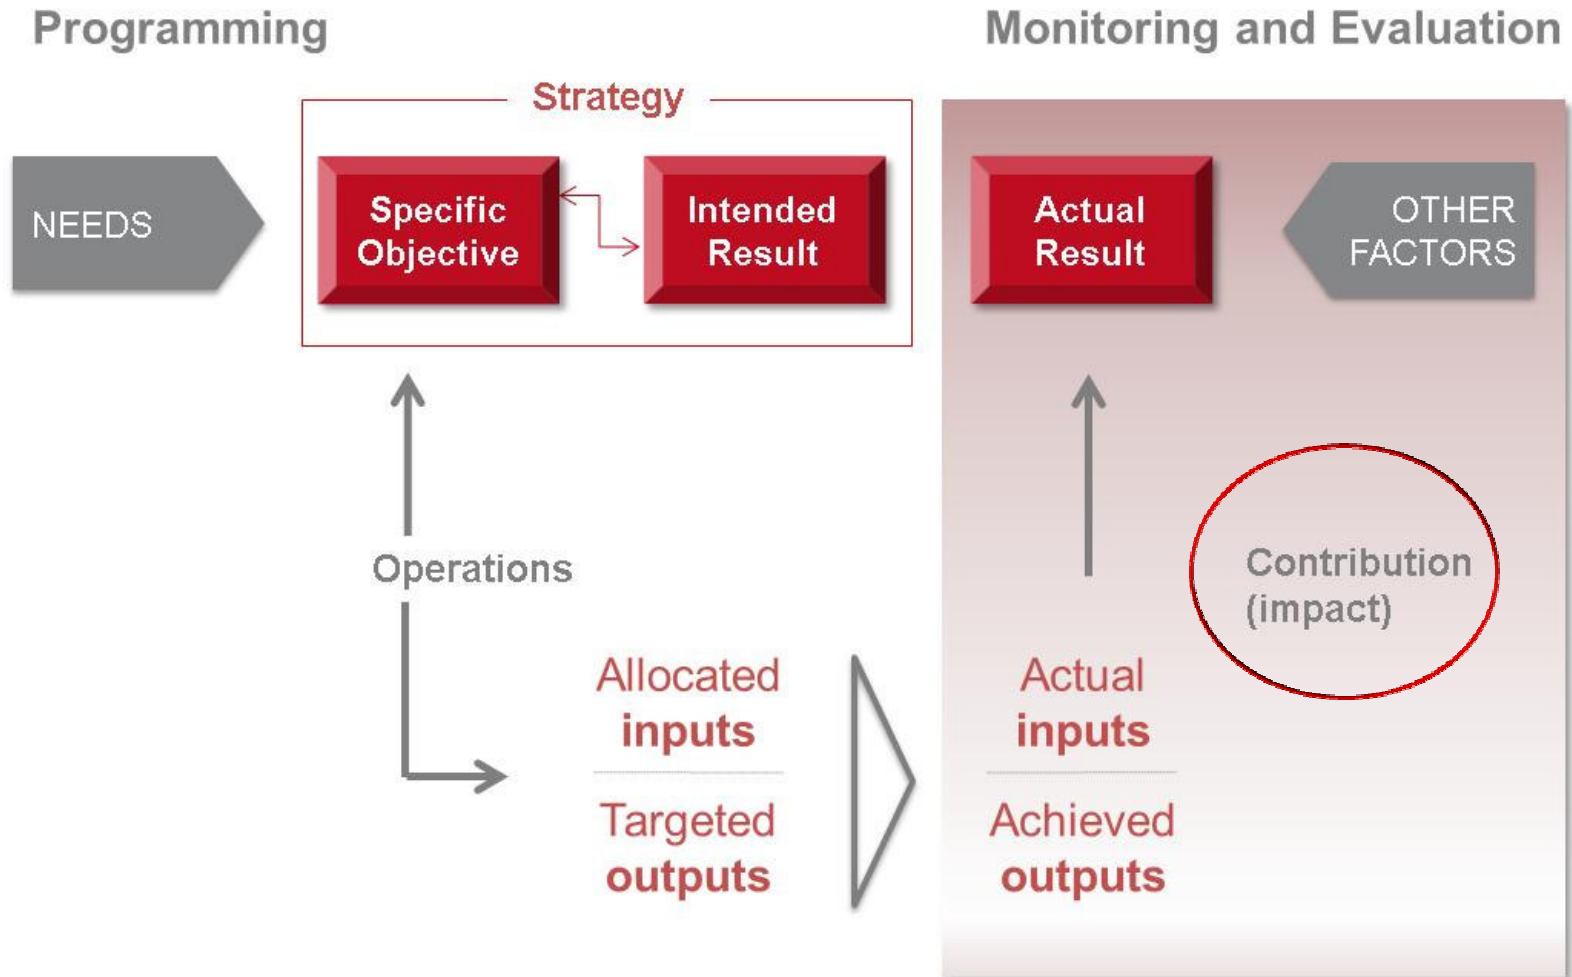 Programming
Monitoring and Evaluation
Strategy
NEEDS
Specific
Objective
Intended
Result
Actual
Result
OTHER
FACTORS
Operations
Contribution
(impact)
Allocated
inputs
Targeted
outputs
Actual
inputs
Achieved
outputs